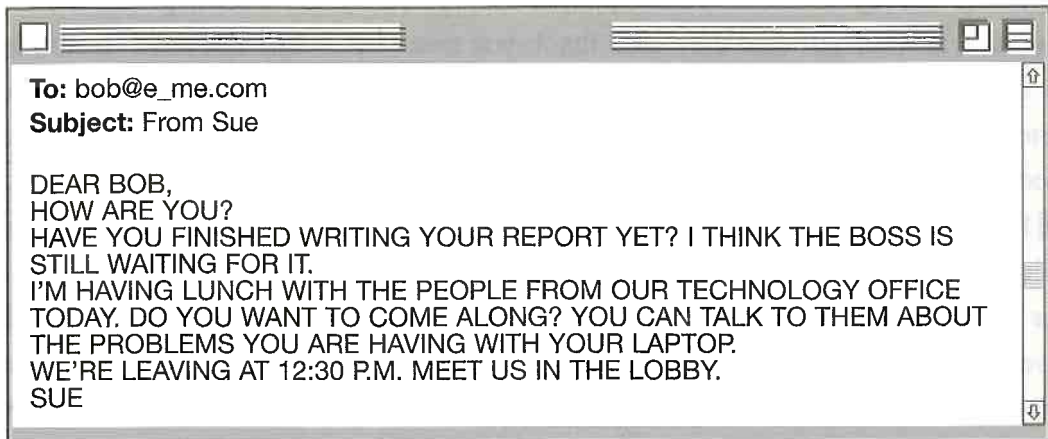 To: bob@e_me.com
Subject: From Sue
DEAR BOB,
HOW ARE YOU?
HAVE YOU FINISHED WRITING YOUR REPORT YET? I THINK THE BOSS IS
STILL WAITING FOR IT.
I'M HAVING LUNCH WITH THE PEOPLE FROM OUR TECHNOLOGY OFFICE
TODAY. DO YOU WANT TO COME ALONG? YOU CAN TALK TO THEM ABOUT
THE PROBLEMS YOU ARE HAVING WITH YOUR LAPTOP.
WE'RE LEAVING AT 12:30 P.M. MEET US IN THE LOBBY.
SUE